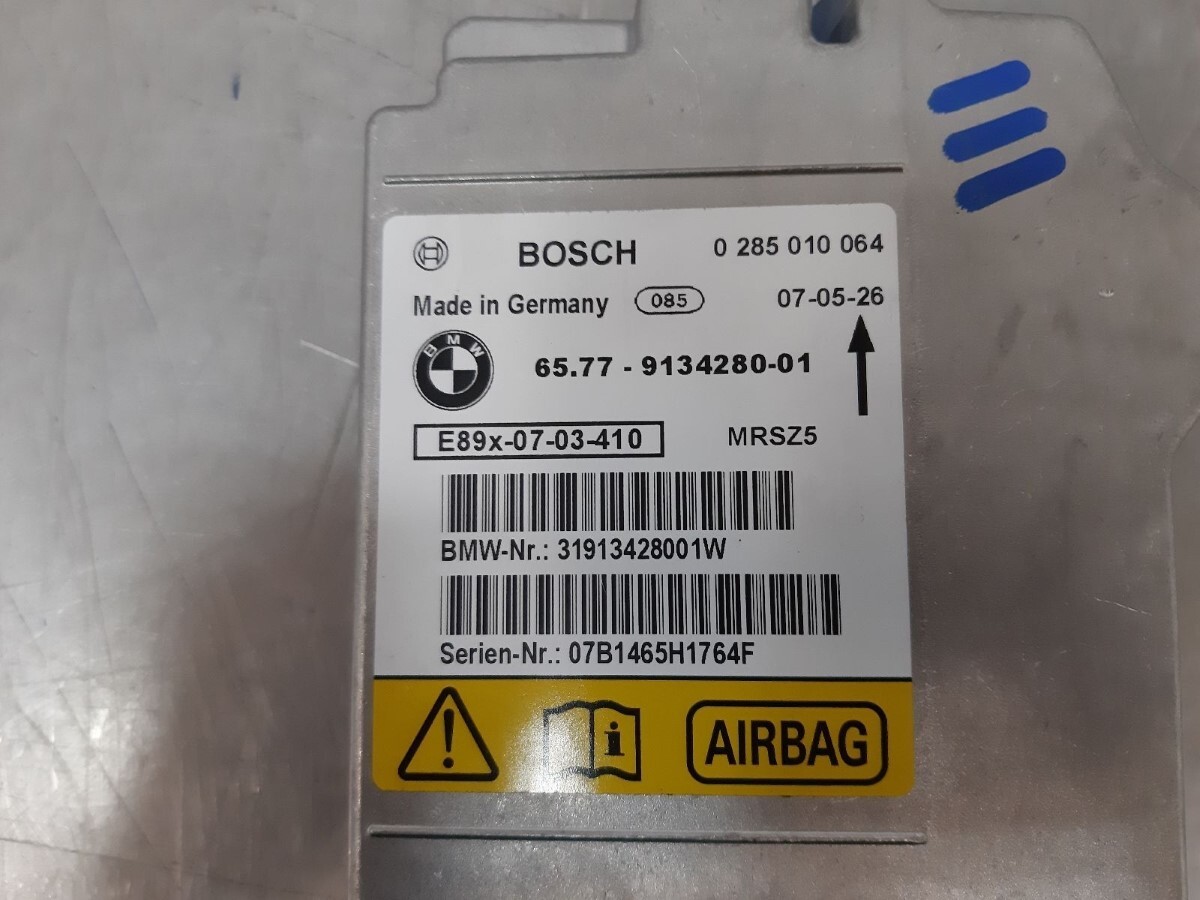 BOSCH 0 285 010 064
Made in Germany 085 07-05-26
BMW 65.77 - 9134280-01
E89x-07-03-410 MRSZ5
BMW-Nr.: 31913428001W
Serien-Nr.: 07B1465H1764F
! i AIRBAG